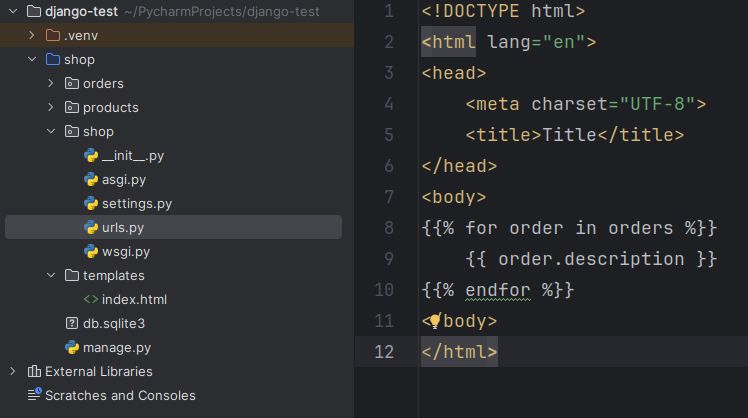 django-test ~/PycharmProjects/django-test
.venv
shop
orders
products
shop
__init__.py
asgi.py
settings.py
urls.py
wsgi.py
templates
<> index.html
db.sqlite3
manage.py
External Libraries
Scratches and Consoles
1 <!DOCTYPE html>
2 <html lang="en">
3 <head>
4     <meta charset="UTF-8">
5     <title>Title</title>
6 </head>
7 <body>
8 {{% for order in orders %}}
9     {{ order.description }}
10 {{% endfor %}}
11 < body>
12 </html>